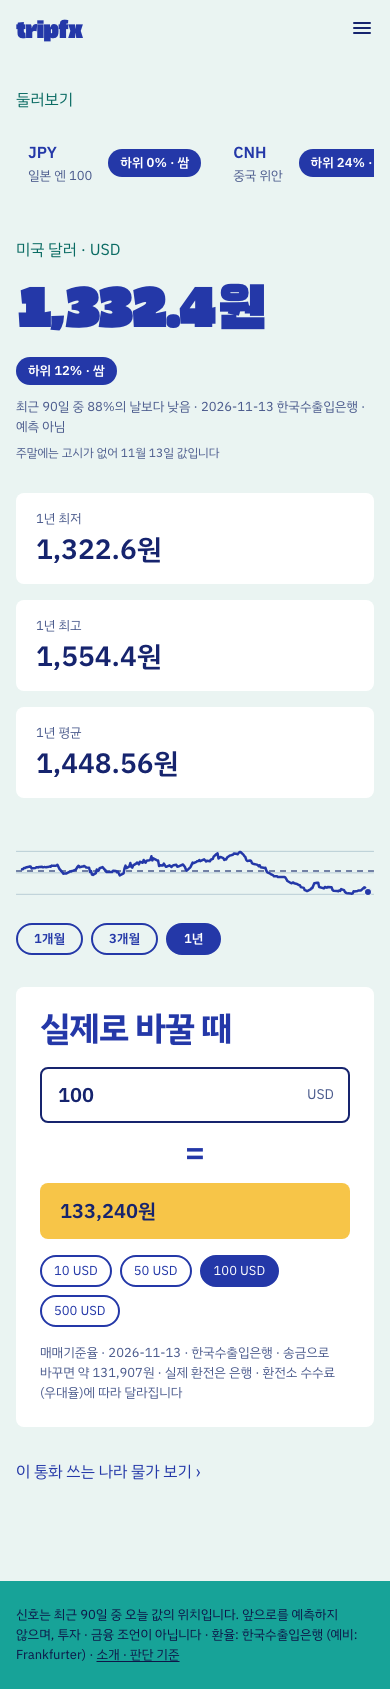 tripfx
둘러보기
JPY
일본 엔 100
하위 0% · 쌈
CNH
중국 위안
하위 24% ·
미국 달러 · USD
1,332.4원
하위 12% · 쌈
최근 90일 중 88%의 날보다 낮음 · 2026-11-13 한국수출입은행 ·
예측 아님
주말에는 고시가 없어 11월 13일 값입니다
1년 최저
1,322.6원
1년 최고
1,554.4원
1년 평균
1,448.56원
1개월
3개월
1년
실제로 바꿀 때
100 USD
=
133,240원
10 USD
50 USD
100 USD
500 USD
매매기준율 · 2026-11-13 · 한국수출입은행 · 송금으로
바꾸면 약 131,907원 · 실제 환전은 은행 · 환전소 수수료
(우대율)에 따라 달라집니다
이 통화 쓰는 나라 물가 보기 ›
신호는 최근 90일 중 오늘 값의 위치입니다. 앞으로를 예측하지
않으며, 투자 · 금융 조언이 아닙니다 · 환율: 한국수출입은행 (예비:
Frankfurter) · 소개 · 판단 기준